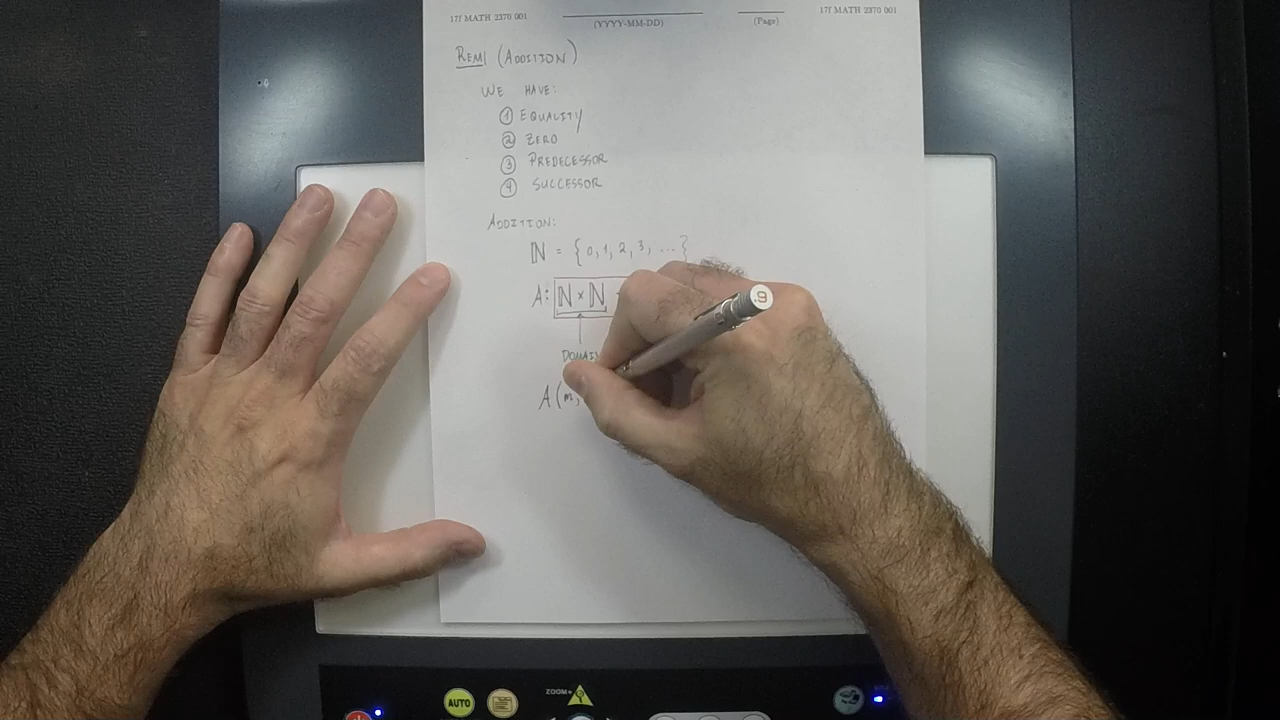 17f MATH 2370 001 (YYYY-MM-DD) (Page) 17f MATH 2370 001
REM (ADDITION)
WE HAVE:
① EQUALITY
② ZERO
③ PREDECESSOR
④ SUCCESSOR
ADDITION:
ℕ = {0, 1, 2, 3, ...}
A: ℕ × ℕ
DOMAIN
A(m,
.9
ZOOM
AUTO